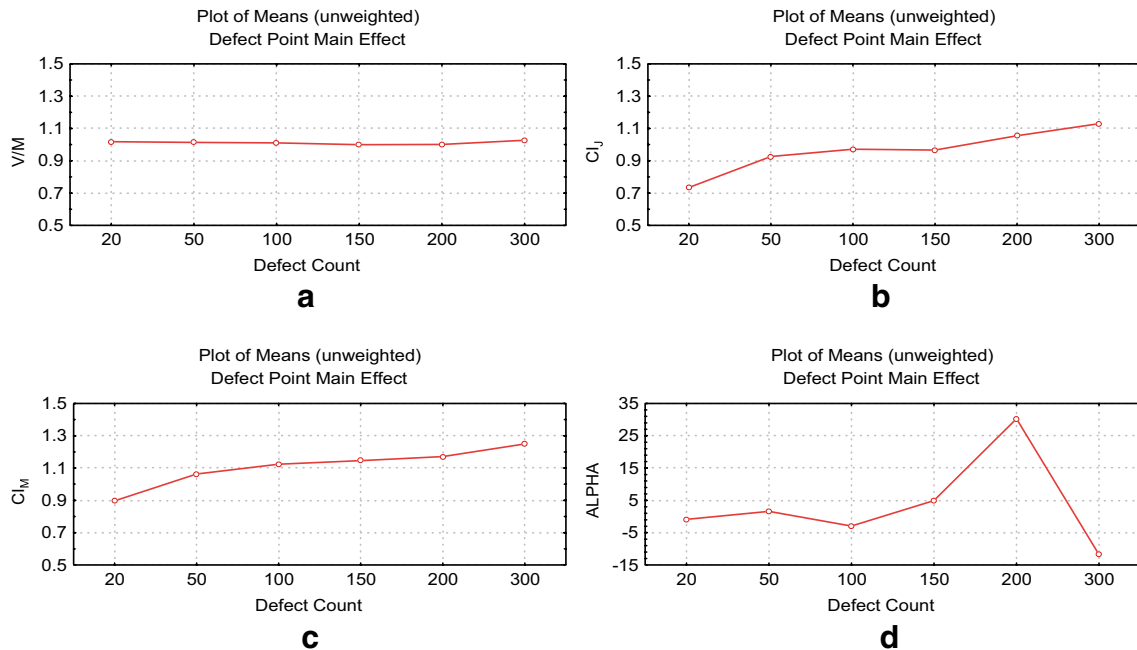 Plot of Means (unweighted)
Defect Point Main Effect
1.5
1.3
1.1
0.9
0.7
0.5
V/M
20 50 100 150 200 300
Defect Count
a
Plot of Means (unweighted)
Defect Point Main Effect
1.5
1.3
1.1
0.9
0.7
0.5
CIJ
20 50 100 150 200 300
Defect Count
b
Plot of Means (unweighted)
Defect Point Main Effect
1.5
1.3
1.1
0.9
0.7
0.5
CIM
20 50 100 150 200 300
Defect Count
c
Plot of Means (unweighted)
Defect Point Main Effect
35
25
15
5
-5
-15
ALPHA
20 50 100 150 200 300
Defect Count
d